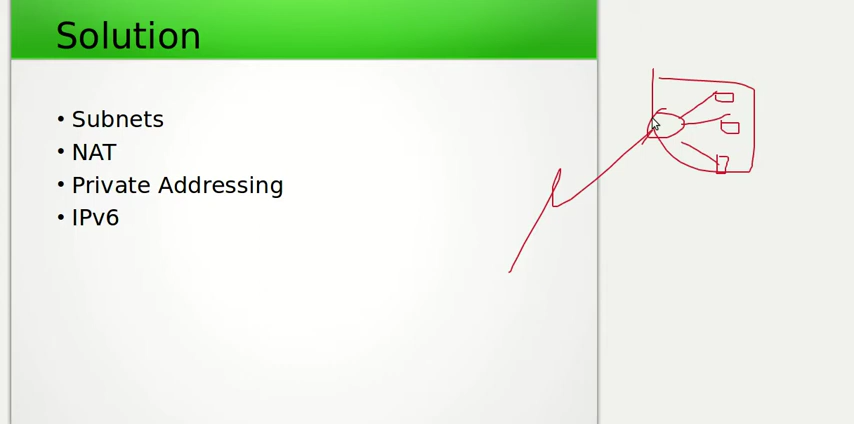 Solution
• Subnets
• NAT
• Private Addressing
• IPv6